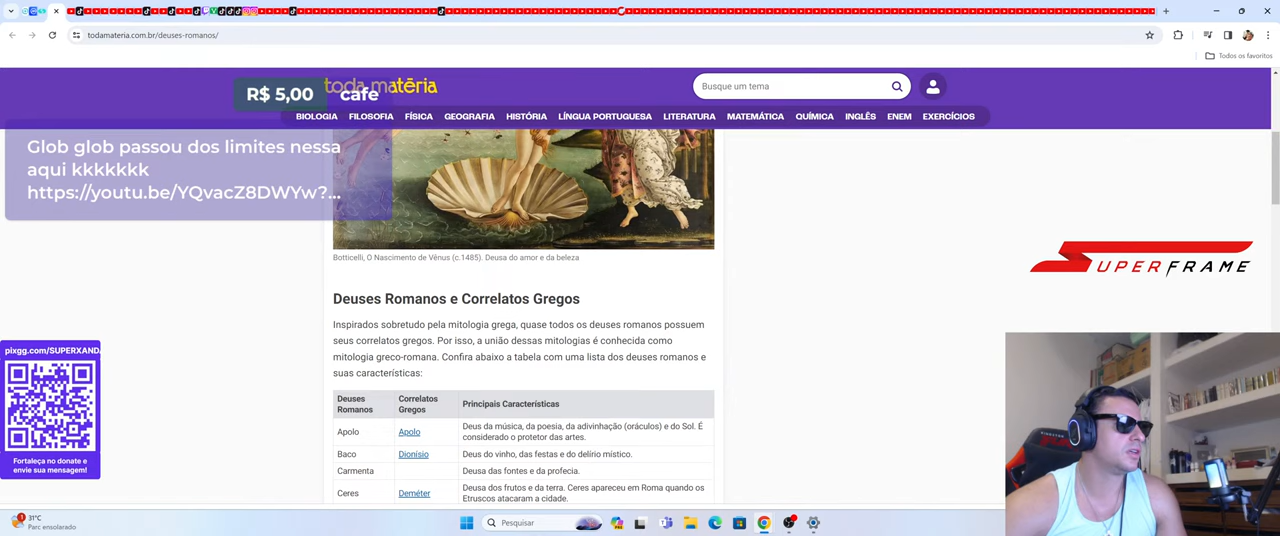 todamateria.com.br/deuses-romanos/
Todos os favoritos
toda matéria
Busque um tema
R$ 5,00 cafe
BIOLOGIA FILOSOFIA FÍSICA GEOGRAFIA HISTÓRIA LÍNGUA PORTUGUESA LITERATURA MATEMÁTICA QUÍMICA INGLÊS ENEM EXERCÍCIOS
Glob glob passou dos limites nessa
aqui kkkkkkk
https://youtu.be/YQvacZ8DWYw?...
Botticelli, O Nascimento de Vênus (c.1485). Deusa do amor e da beleza
SUPERFRAME
Deuses Romanos e Correlatos Gregos
Inspirados sobretudo pela mitologia grega, quase todos os deuses romanos possuem
seus correlatos gregos. Por isso, a união dessas mitologias é conhecida como
mitologia greco-romana. Confira abaixo a tabela com uma lista dos deuses romanos e
suas características:
pixgg.com/SUPERXAND
Fortaleça no donate e
envie sua mensagem!
Deuses Romanos Correlatos Gregos Principais Características
Apolo Apolo Deus da música, da poesia, da adivinhação (oráculos) e do Sol. É
considerado o protetor das artes.
Baco Dionísio Deus do vinho, das festas e do delírio místico.
Carmenta Deusa das fontes e da profecia.
Ceres Deméter Deusa dos frutos e da terra. Ceres apareceu em Roma quando os
Etruscos atacaram a cidade.
31°C
Parc ensolarado
Pesquisar